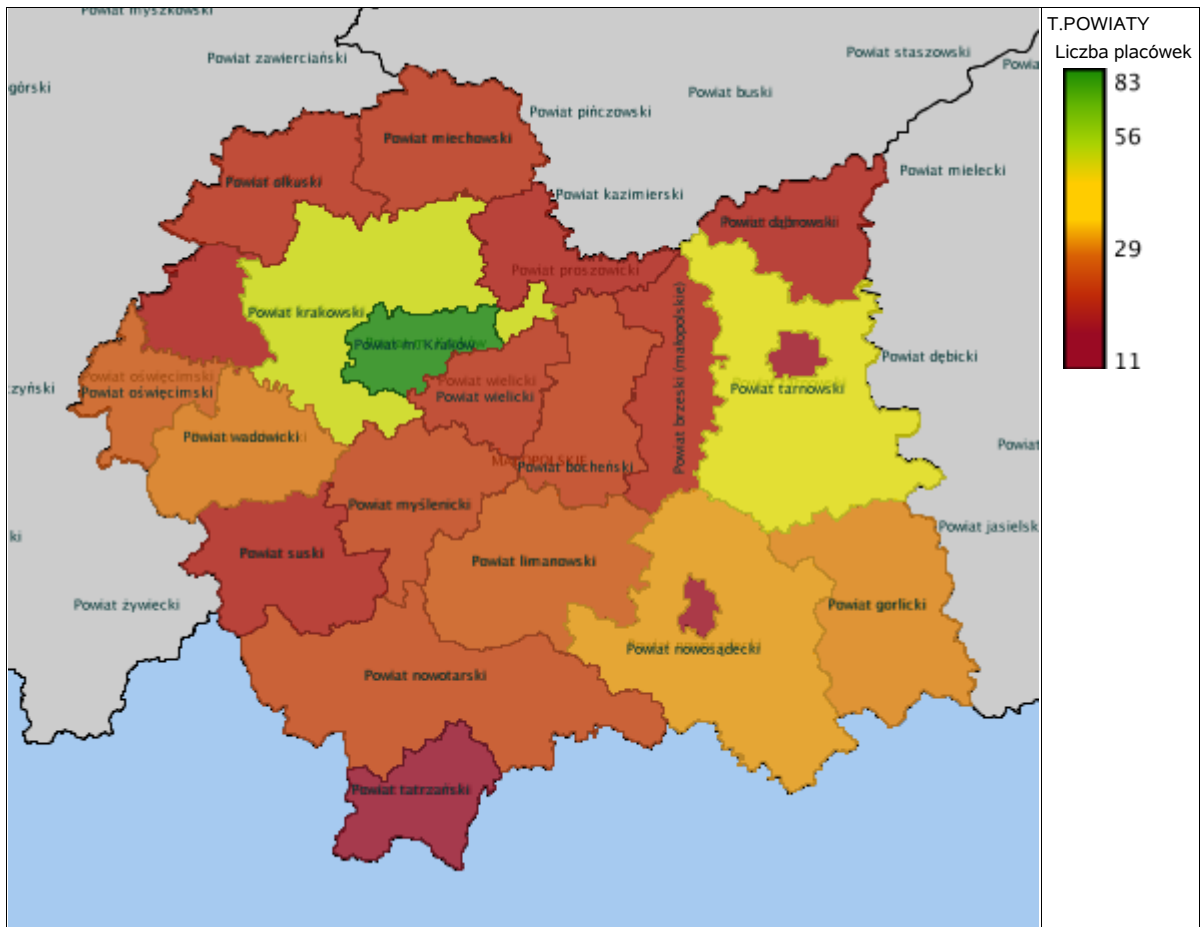 Powiat myszkowski
T.POWIATY
Liczba placówek
83
56
29
11
Powiat zawierciański
Powiat staszowski
Powia
górski
Powiat buski
Powiat pińczowski
Powiat miechowski
Powiat mielecki
Powiat olkuski
Powiat kazimierski
Powiat dąbrowski
Powiat proszowicki
Powiat krakowski
Powiat m. Kraków
Powiat brzeski (małopolskie)
Powiat dębicki
Powiat oświęcimski
Powiat oświęcimski
czyński
Powiat wielicki
Powiat wielicki
Powiat tarnowski
Powiat wadowicki
Powiat
MAŁOPOLSKIE
Powiat bocheński
Powiat myślenicki
Powiat jasielsk
ki
Powiat suski
Powiat limanowski
Powiat żywiecki
Powiat gorlicki
Powiat nowosądecki
Powiat nowotarski
Powiat tatrzański